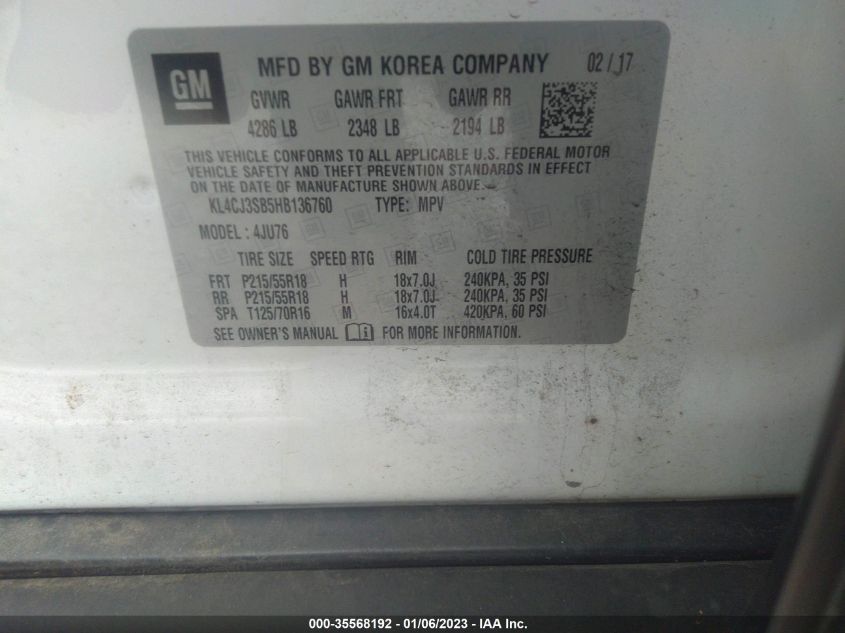 GM
MFD BY GM KOREA COMPANY 02/17
GVWR GAWR FRT GAWR RR
4286 LB 2348 LB 2194 LB
THIS VEHICLE CONFORMS TO ALL APPLICABLE U.S. FEDERAL MOTOR
VEHICLE SAFETY AND THEFT PREVENTION STANDARDS IN EFFECT
ON THE DATE OF MANUFACTURE SHOWN ABOVE.
KL4CJ3SB5HB136760 TYPE: MPV
MODEL : 4JU76
TIRE SIZE SPEED RTG RIM COLD TIRE PRESSURE
FRT P215/55R18 H 18x7.0J 240KPA, 35 PSI
RR P215/55R18 H 18x7.0J 240KPA, 35 PSI
SPA T125/70R16 M 16x4.0T 420KPA, 60 PSI
SEE OWNER'S MANUAL FOR MORE INFORMATION.
000-35568192 - 01/06/2023 - IAA Inc.